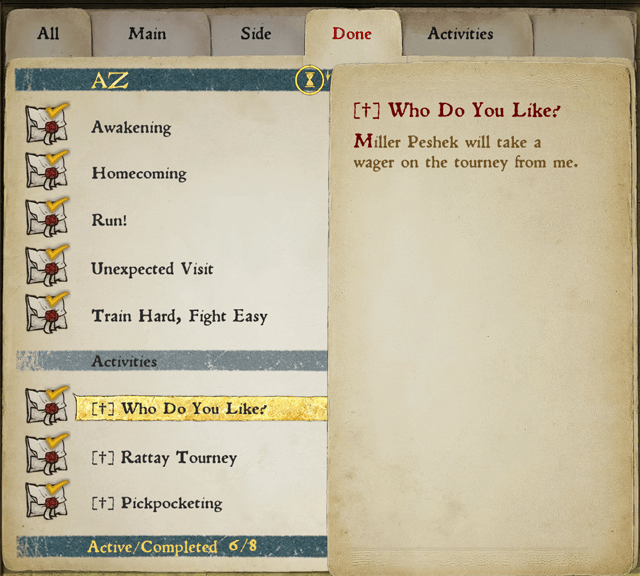 All
Main
Side
Done
Activities
AZ
Awakening
Homecoming
Run!
Unexpected Visit
Train Hard, Fight Easy
Activities
[†] Who Do You Like?
[†] Rattay Tourney
[†] Pickpocketing
Active/Completed 6/8
[†] Who Do You Like?
Miller Peshek will take a
wager on the tourney from me.